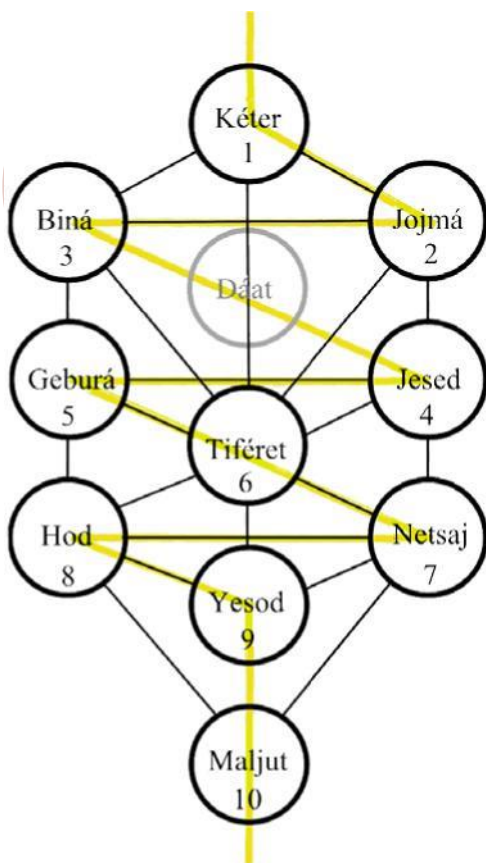 Kéter
1
Biná
3
Jojmá
2
Dáat
Geburá
5
Jesed
4
Tiféret
6
Hod
8
Netsaj
7
Yesod
9
Maljut
10